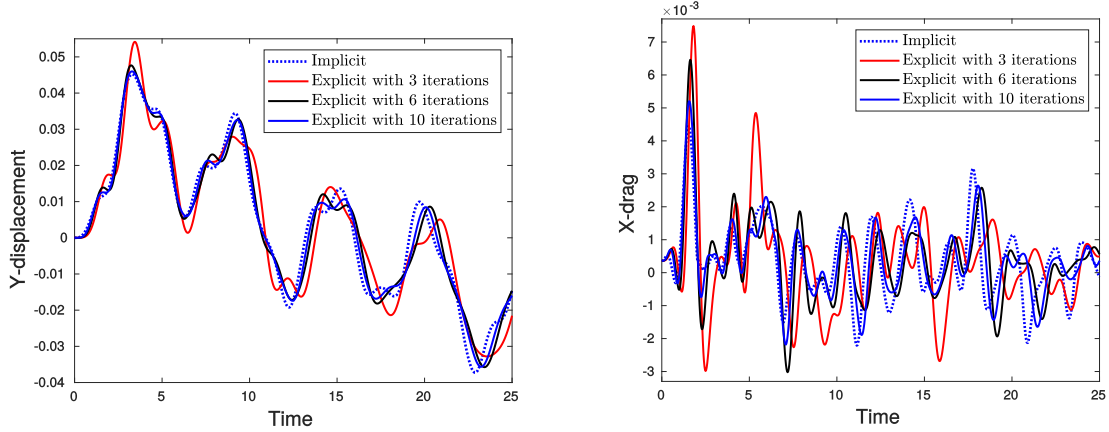 Y-displacement
0.05
0.04
0.03
0.02
0.01
0
-0.01
-0.02
-0.03
-0.04
Implicit
Explicit with 3 iterations
Explicit with 6 iterations
Explicit with 10 iterations
0 5 10 15 20 25
Time
X-drag
×10⁻³
7
6
5
4
3
2
1
0
-1
-2
-3
Implicit
Explicit with 3 iterations
Explicit with 6 iterations
Explicit with 10 iterations
0 5 10 15 20 25
Time